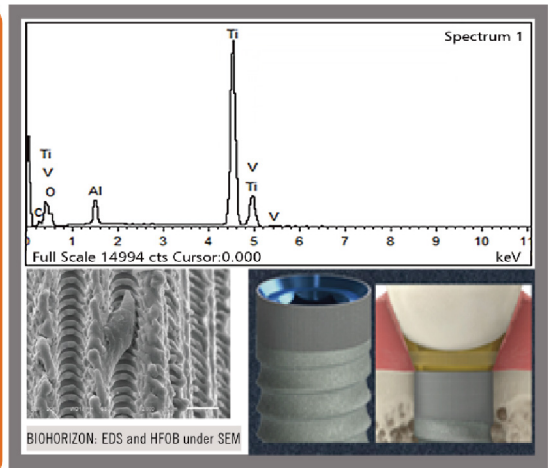 Spectrum 1
Ti
Ti
V
O
C
Al
V
Ti
V
0 1 2 3 4 5 6 7 8 9 10 11
Full Scale 14994 cts Cursor:0.000 keV
BIOHORIZON: EDS and HFOB under SEM